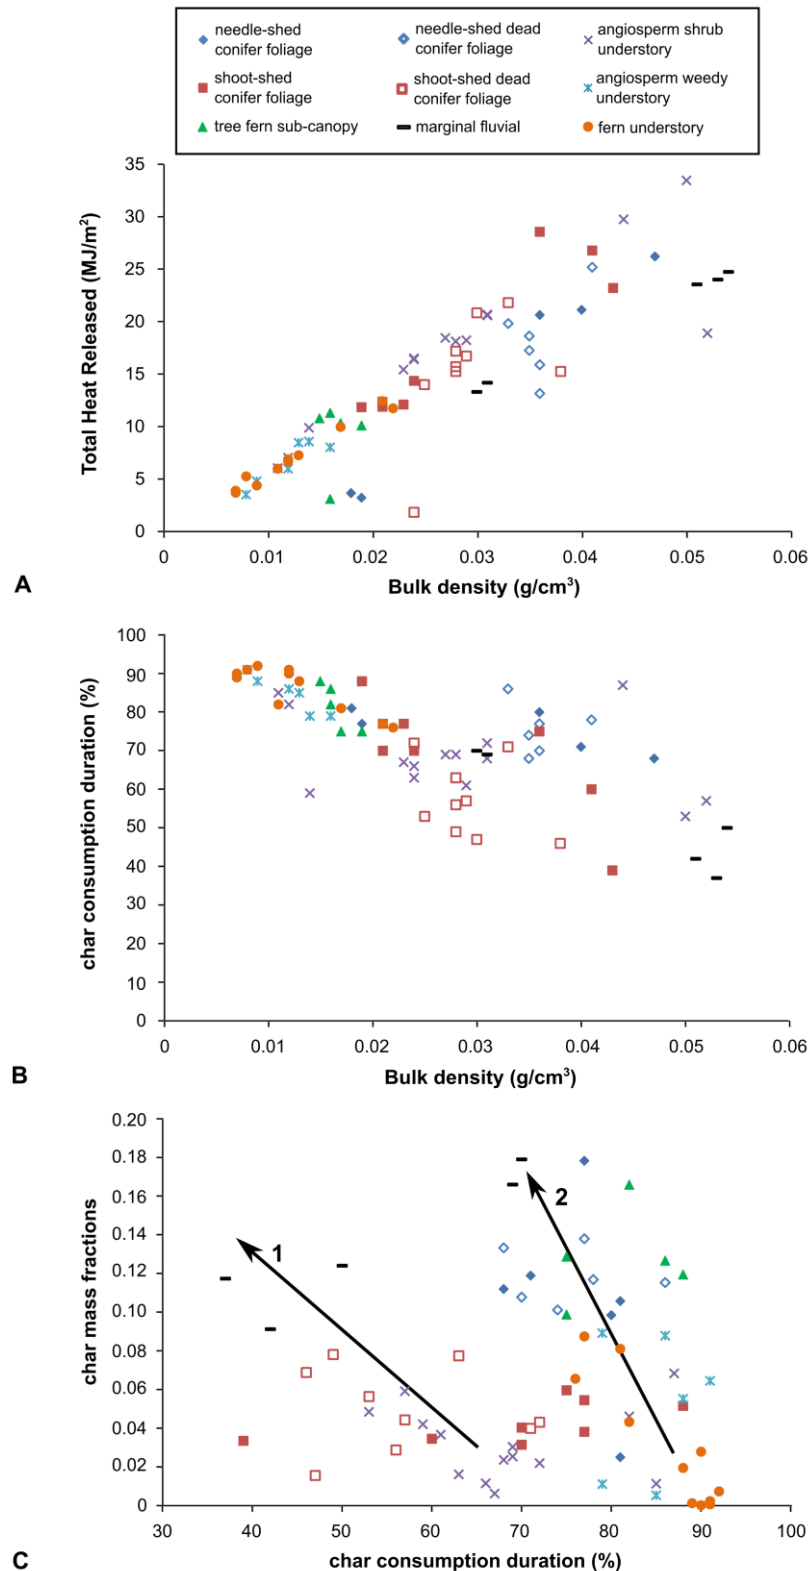 needle-shed
conifer foliage
needle-shed dead
conifer foliage
angiosperm shrub
understory
shoot-shed
conifer foliage
shoot-shed dead
conifer foliage
angiosperm weedy
understory
tree fern sub-canopy
marginal fluvial
fern understory
35
30
25
20
15
10
5
0
Total Heat Released (MJ/m²)
0 0.01 0.02 0.03 0.04 0.05 0.06
Bulk density (g/cm³)
A
100
90
80
70
60
50
40
30
20
10
0
char consumption duration (%)
0 0.01 0.02 0.03 0.04 0.05 0.06
Bulk density (g/cm³)
B
0.20
0.18
0.16
0.14
0.12
0.10
0.08
0.06
0.04
0.02
0
char mass fractions
1
2
30 40 50 60 70 80 90 100
char consumption duration (%)
C